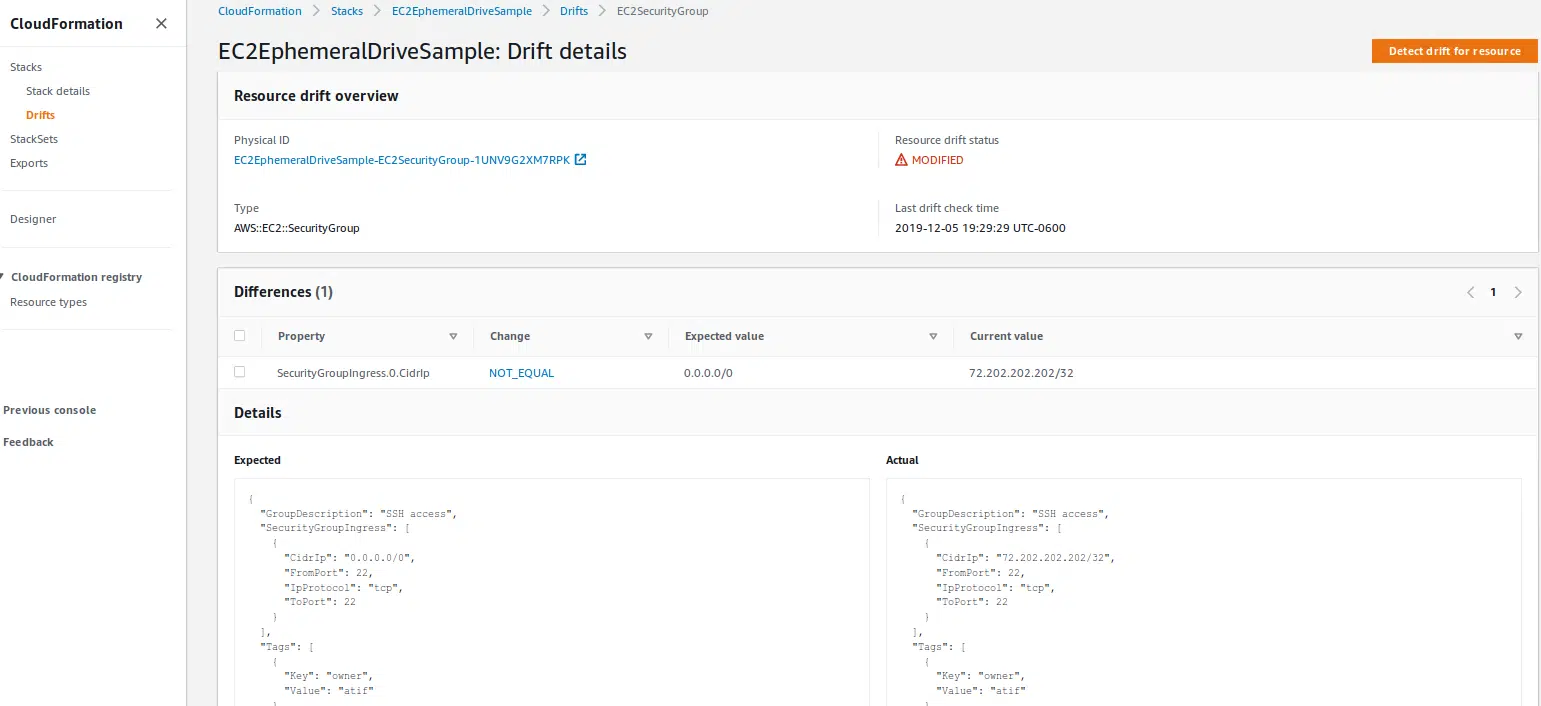 CloudFormation
Stacks
Stack details
Drifts
StackSets
Exports
Designer
CloudFormation registry
Resource types
Previous console
Feedback
CloudFormation > Stacks > EC2EphemeralDriveSample > Drifts > EC2SecurityGroup
EC2EphemeralDriveSample: Drift details
Detect drift for resource
Resource drift overview
Physical ID
EC2EphemeralDriveSample-EC2SecurityGroup-1UNV9G2XM7RPK
Resource drift status
MODIFIED
Type
AWS::EC2::SecurityGroup
Last drift check time
2019-12-05 19:29:29 UTC-0600
Differences (1)
1
Property Change Expected value Current value
SecurityGroupIngress.0.CidrIp NOT_EQUAL 0.0.0.0/0 72.202.202.202/32
Details
Expected
{
"GroupDescription": "SSH access",
"SecurityGroupIngress": [
{
"CidrIp": "0.0.0.0/0",
"FromPort": 22,
"IpProtocol": "tcp",
"ToPort": 22
}
],
"Tags": [
{
"Key": "owner",
"Value": "atif"
}
Actual
{
"GroupDescription": "SSH access",
"SecurityGroupIngress": [
{
"CidrIp": "72.202.202.202/32",
"FromPort": 22,
"IpProtocol": "tcp",
"ToPort": 22
}
],
"Tags": [
{
"Key": "owner",
"Value": "atif"
}